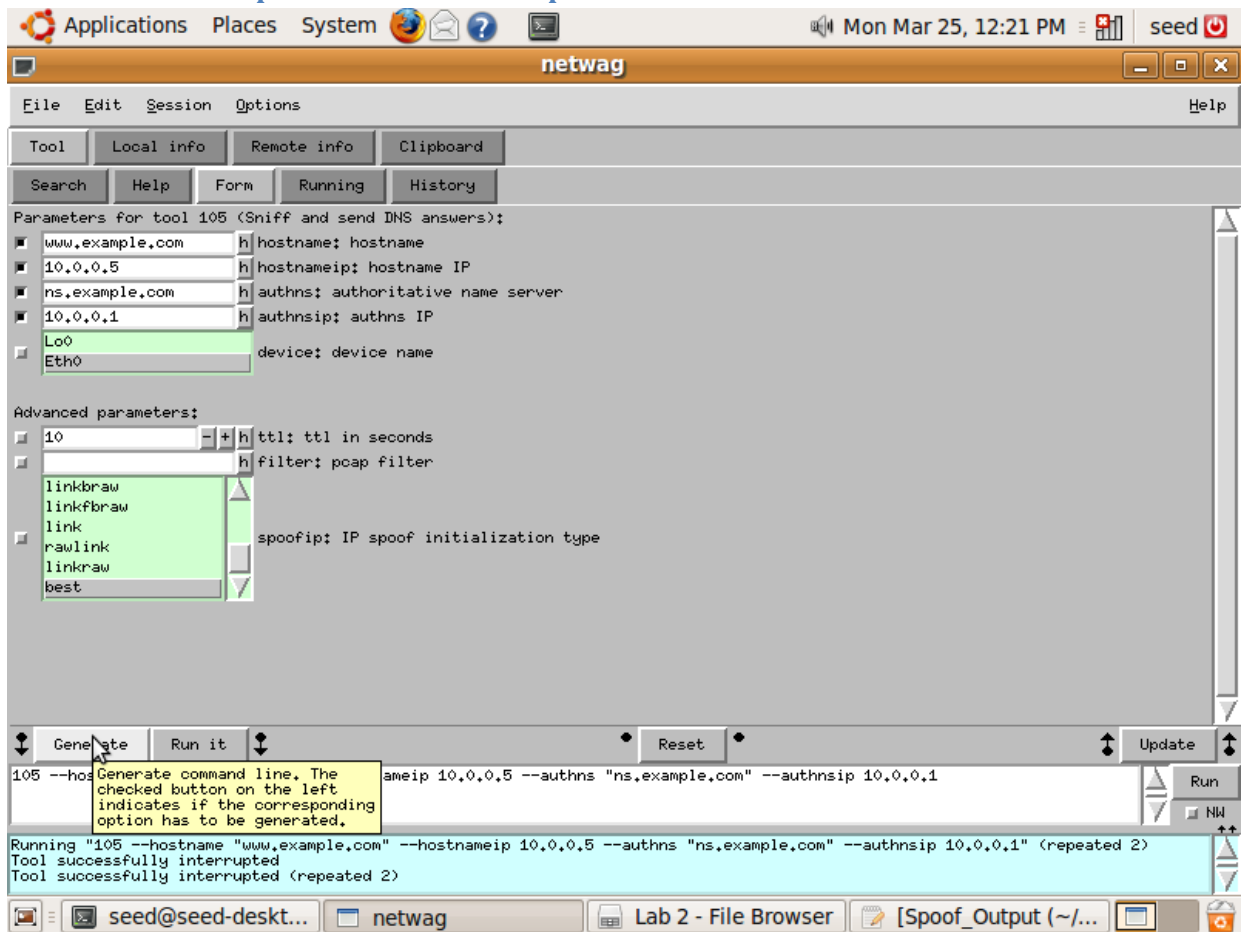 Applications Places System Mon Mar 25, 12:21 PM seed
netwag
File Edit Session Options Help
Tool Local info Remote info Clipboard
Search Help Form Running History
Parameters for tool 105 (Sniff and send DNS answers):
www.example.com h hostname: hostname
10.0.0.5 h hostnameip: hostname IP
ns.example.com h authns: authoritative name server
10.0.0.1 h authnsip: authns IP
Lo0
Eth0
device: device name
Advanced parameters:
10 - + h ttl: ttl in seconds
h filter: pcap filter
linkbraw
linkfbraw
link
rawlink
linkraw
best
spoofip: IP spoof initialization type
Generate Run it Reset Update
105 --hos ameip 10.0.0.5 --authns "ns.example.com" --authnsip 10.0.0.1 Run
Generate command line. The
checked button on the left
indicates if the corresponding
option has to be generated.
NW
Running "105 --hostname "www.example.com" --hostnameip 10.0.0.5 --authns "ns.example.com" --authnsip 10.0.0.1" (repeated 2)
Tool successfully interrupted
Tool successfully interrupted (repeated 2)
seed@seed-deskt... netwag Lab 2 - File Browser [Spoof_Output (~/...